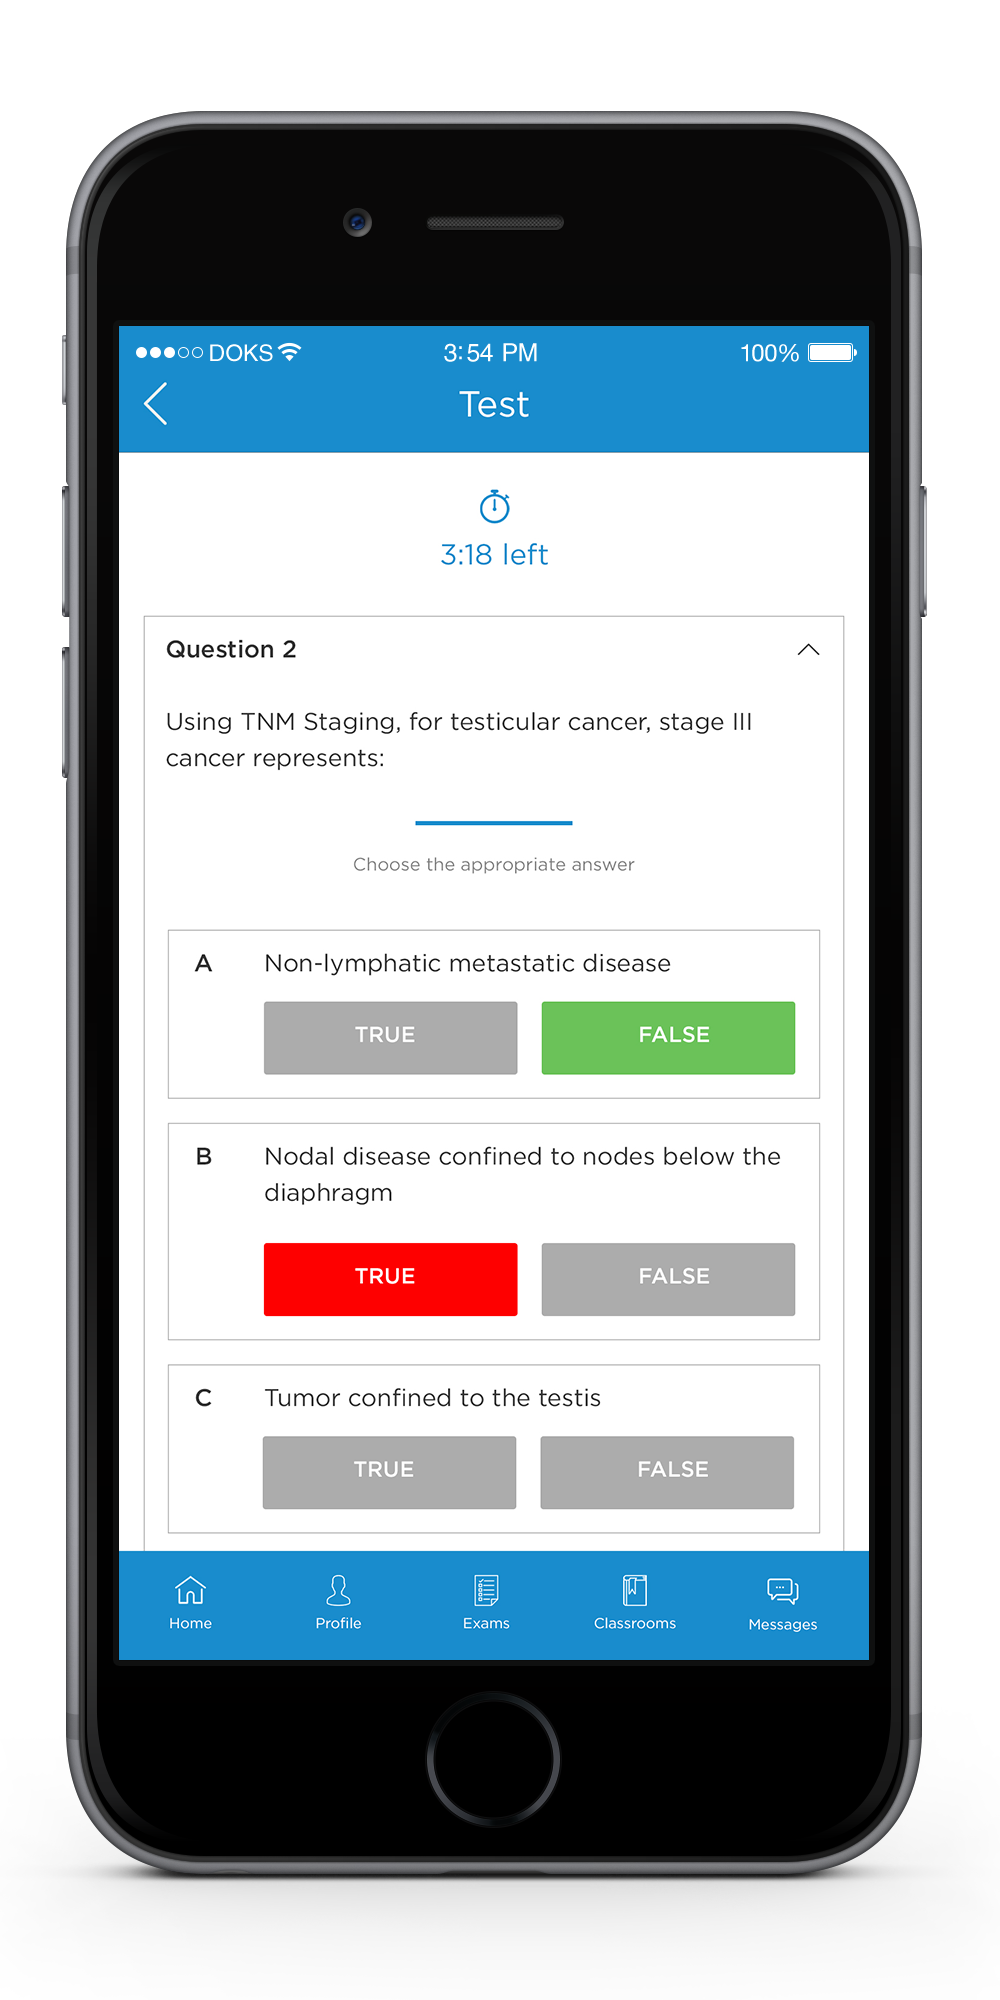 DOKS 3:54 PM 100%
Test
3:18 left
Question 2
Using TNM Staging, for testicular cancer, stage III
cancer represents:
Choose the appropriate answer
A Non-lymphatic metastatic disease
TRUE FALSE
B Nodal disease confined to nodes below the
diaphragm
TRUE FALSE
C Tumor confined to the testis
TRUE FALSE
Home Profile Exams Classrooms Messages